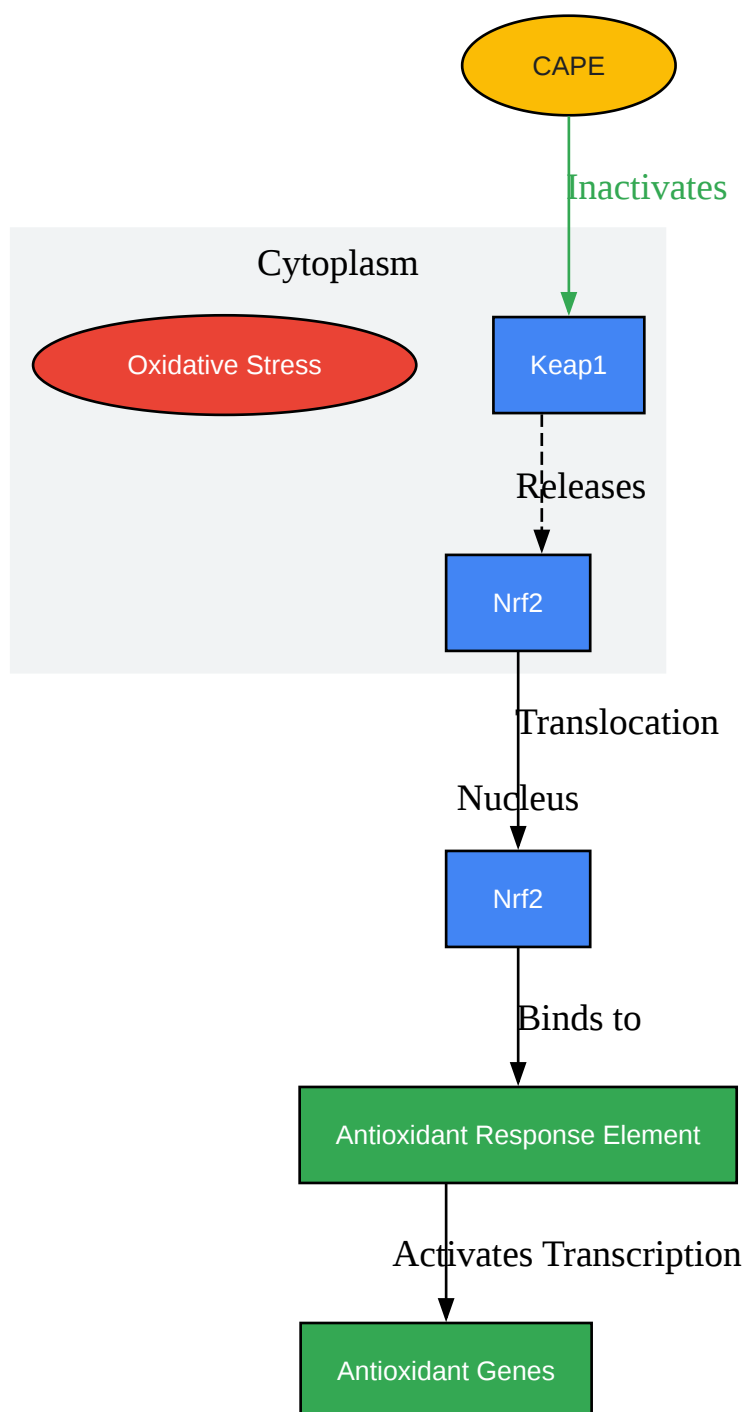 CAPE
Inactivates
Cytoplasm
Oxidative Stress
Keap1
Releases
Nrf2
Translocation
Nucleus
Nrf2
Binds to
Antioxidant Response Element
Activates Transcription
Antioxidant Genes